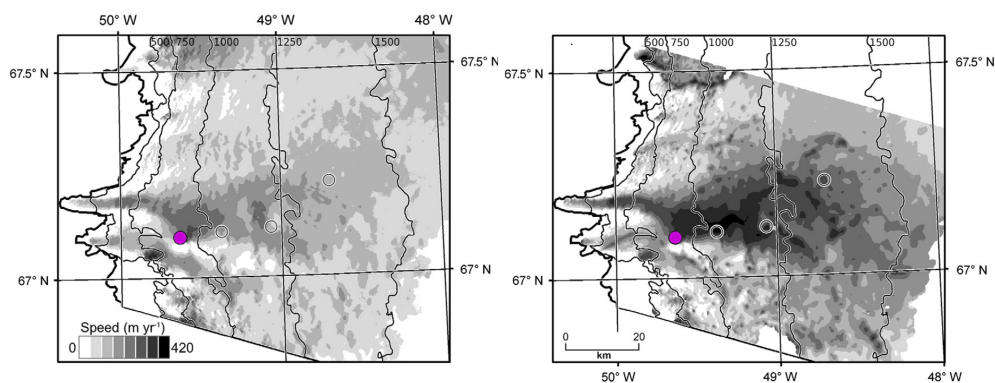 50° W 49° W 48° W
500 750 1000 1250 1500 500 750 1000 1250 1500
67.5° N 67.5° N 67.5° N
67° N 67° N 67° N 67° N
Speed (m yr⁻¹)
0 420
0 20
km
50° W 49° W 48° W